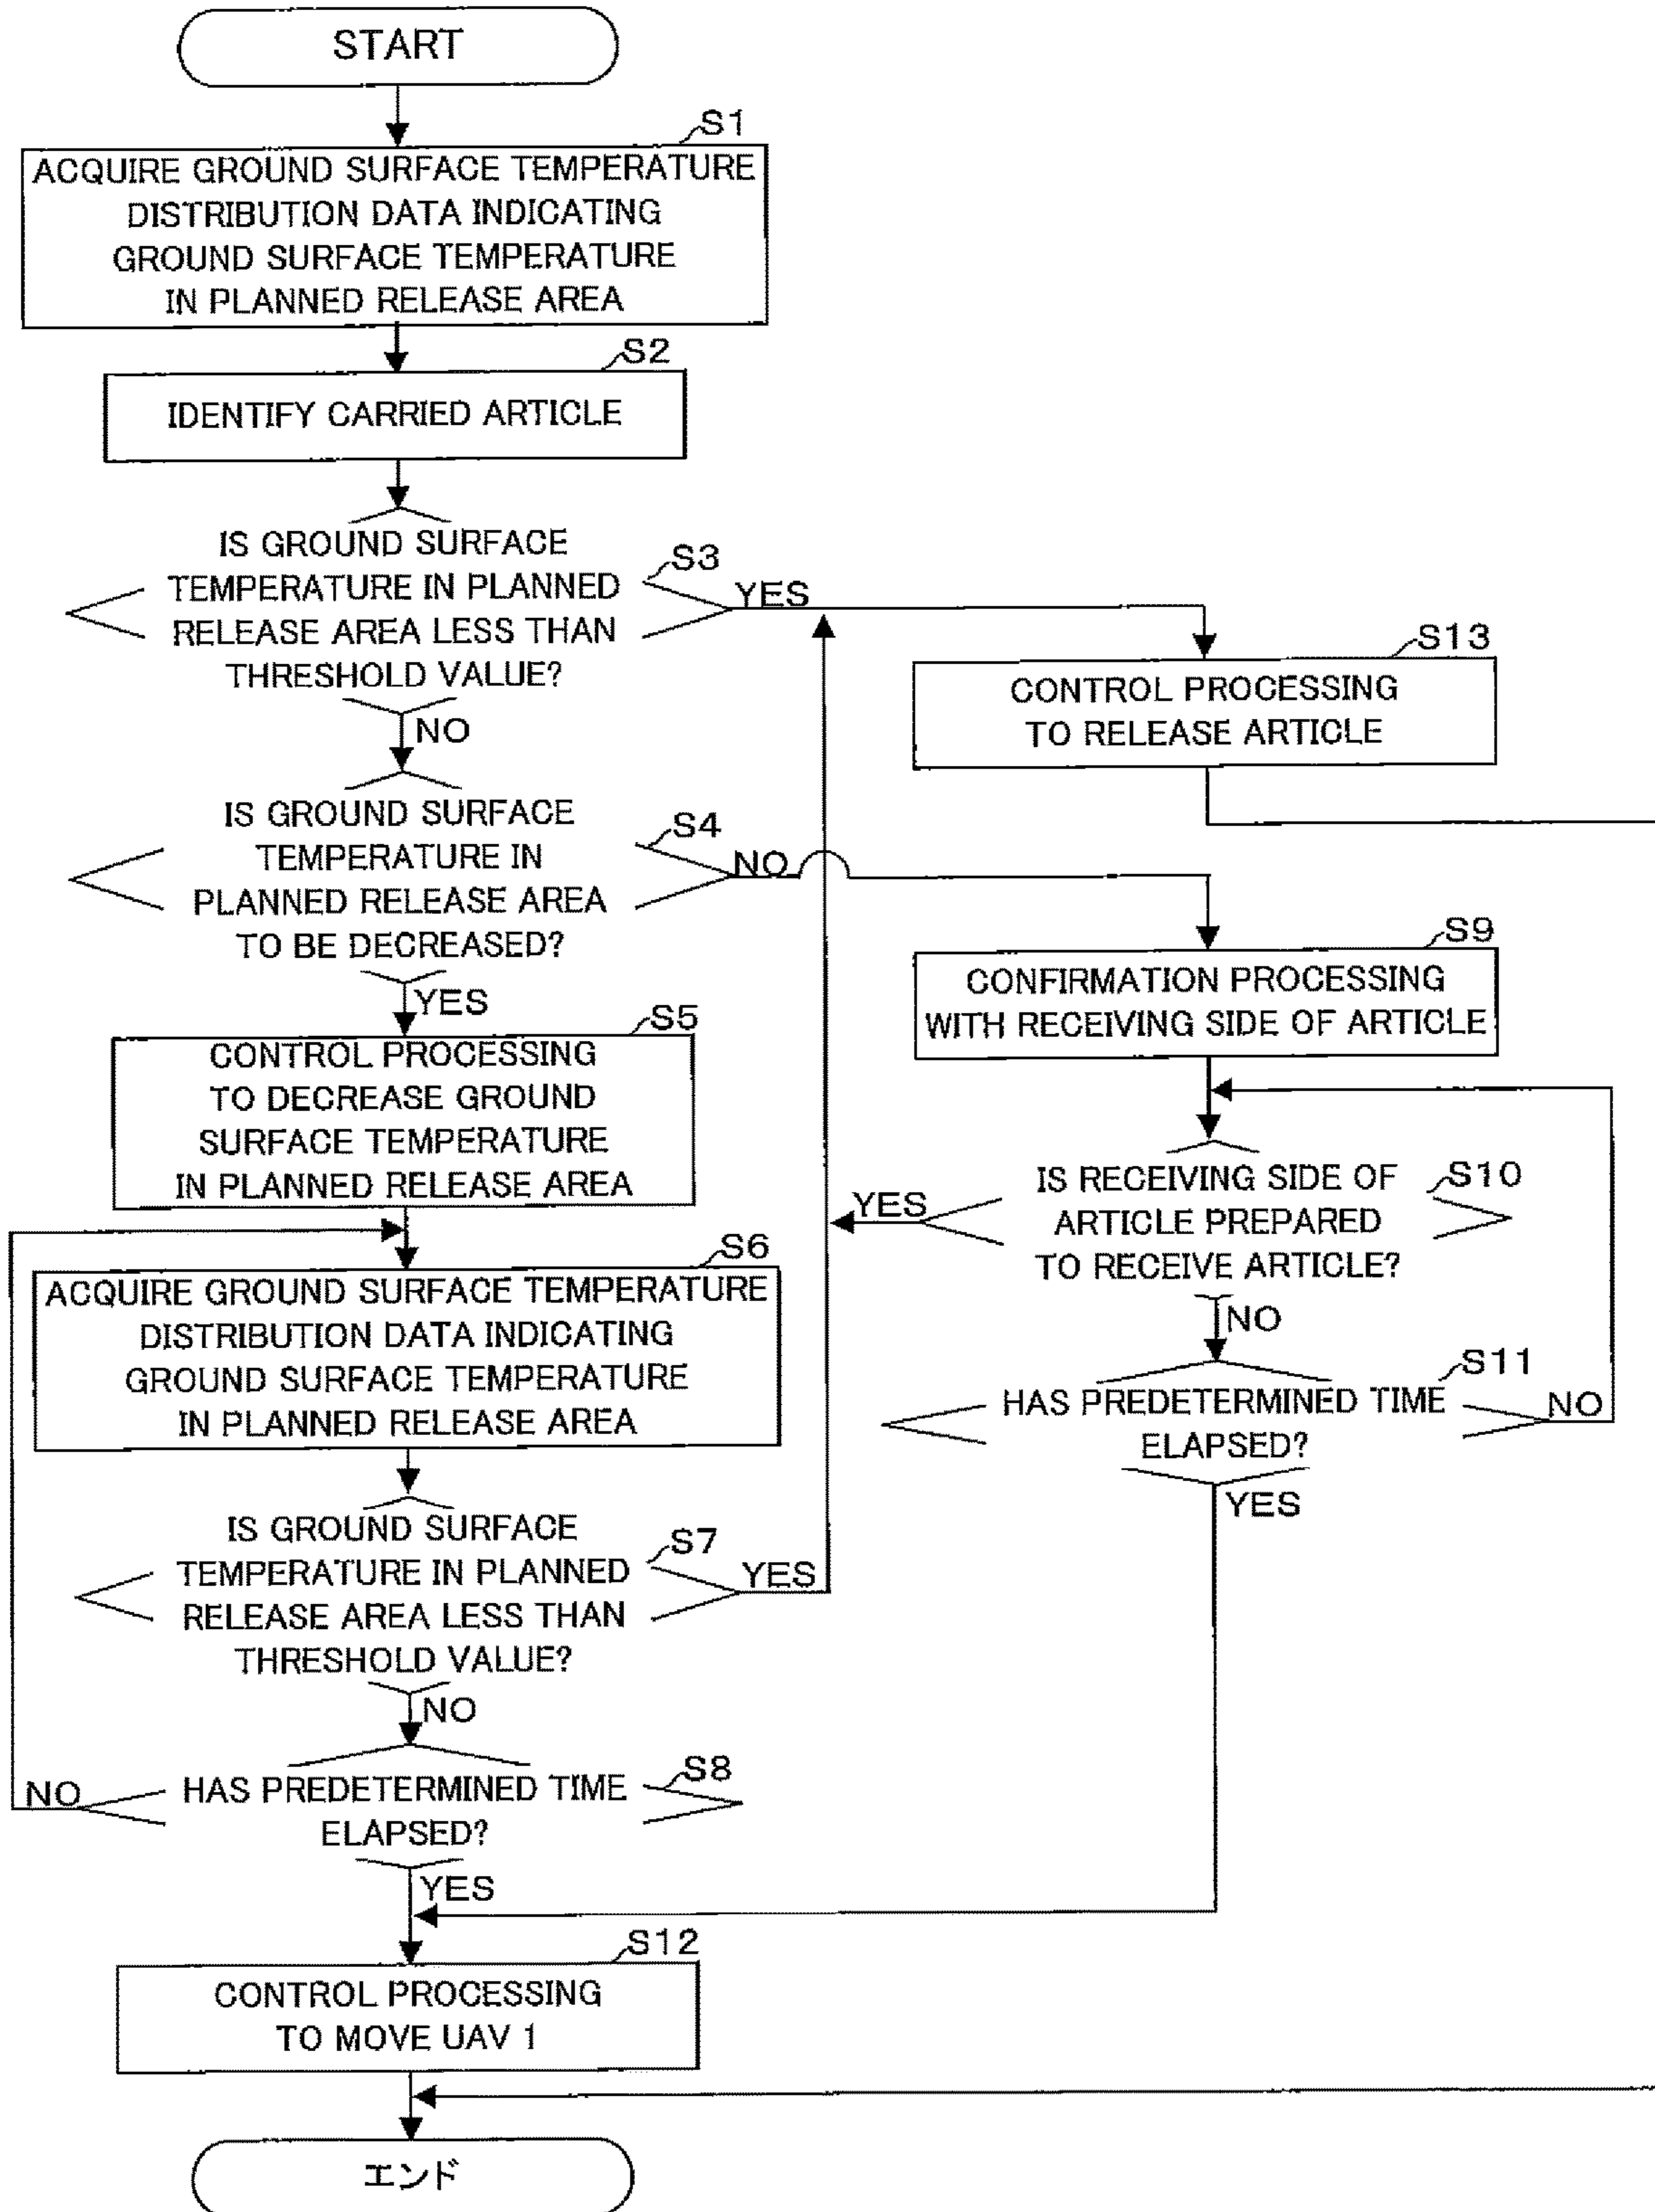 START
S1
ACQUIRE GROUND SURFACE TEMPERATURE
DISTRIBUTION DATA INDICATING
GROUND SURFACE TEMPERATURE
IN PLANNED RELEASE AREA
S2
IDENTIFY CARRIED ARTICLE
S3
IS GROUND SURFACE
TEMPERATURE IN PLANNED
RELEASE AREA LESS THAN
THRESHOLD VALUE?
YES
NO
S13
CONTROL PROCESSING
TO RELEASE ARTICLE
S4
IS GROUND SURFACE
TEMPERATURE IN
PLANNED RELEASE AREA
TO BE DECREASED?
NO
YES
S5
CONTROL PROCESSING
TO DECREASE GROUND
SURFACE TEMPERATURE
IN PLANNED RELEASE AREA
S9
CONFIRMATION PROCESSING
WITH RECEIVING SIDE OF ARTICLE
S10
IS RECEIVING SIDE OF
ARTICLE PREPARED
TO RECEIVE ARTICLE?
YES
NO
S6
ACQUIRE GROUND SURFACE TEMPERATURE
DISTRIBUTION DATA INDICATING
GROUND SURFACE TEMPERATURE
IN PLANNED RELEASE AREA
S11
HAS PREDETERMINED TIME
ELAPSED?
NO
YES
S7
IS GROUND SURFACE
TEMPERATURE IN PLANNED
RELEASE AREA LESS THAN
THRESHOLD VALUE?
YES
NO
S8
HAS PREDETERMINED TIME
ELAPSED?
NO
YES
S12
CONTROL PROCESSING
TO MOVE UAV 1
エンド